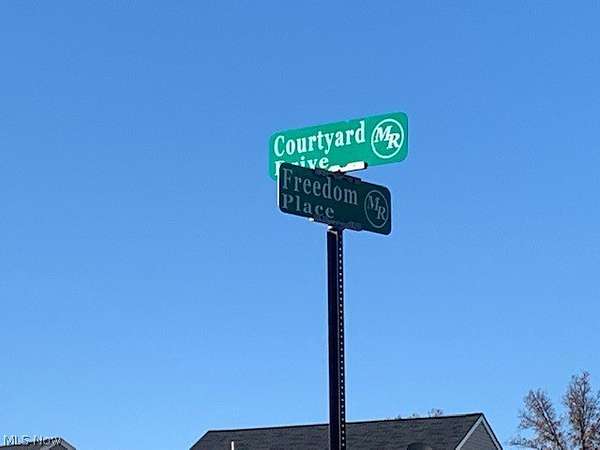 Courtyard
Drive
MR
Freedom
Place
MR
MLS Now